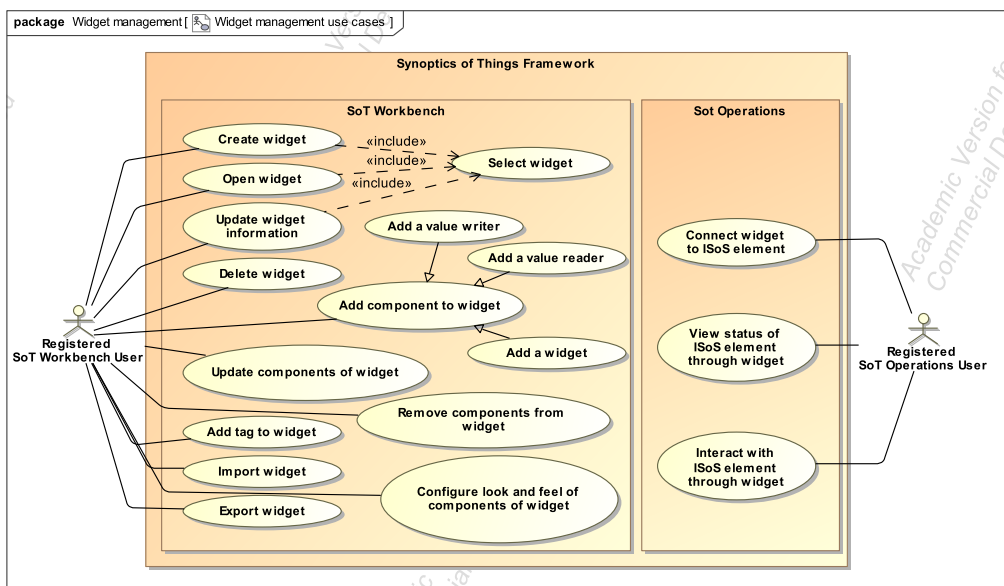 package Widget management [ Widget management use cases ]
Synoptics of Things Framework
SoT Workbench
Sot Operations
Create widget
«include»
«include»
«include»
Select widget
Open widget
Update widget
information
Add a value writer
Add a value reader
Delete widget
Add component to widget
Add a widget
Update components of widget
Remove components from
widget
Add tag to widget
Import widget
Configure look and feel of
components of widget
Export widget
Registered
SoT Workbench User
Connect widget
to ISoS element
View status of
ISoS element
through widget
Interact with
ISoS element
through widget
Registered
SoT Operations User
Academic Version for
Commercial De